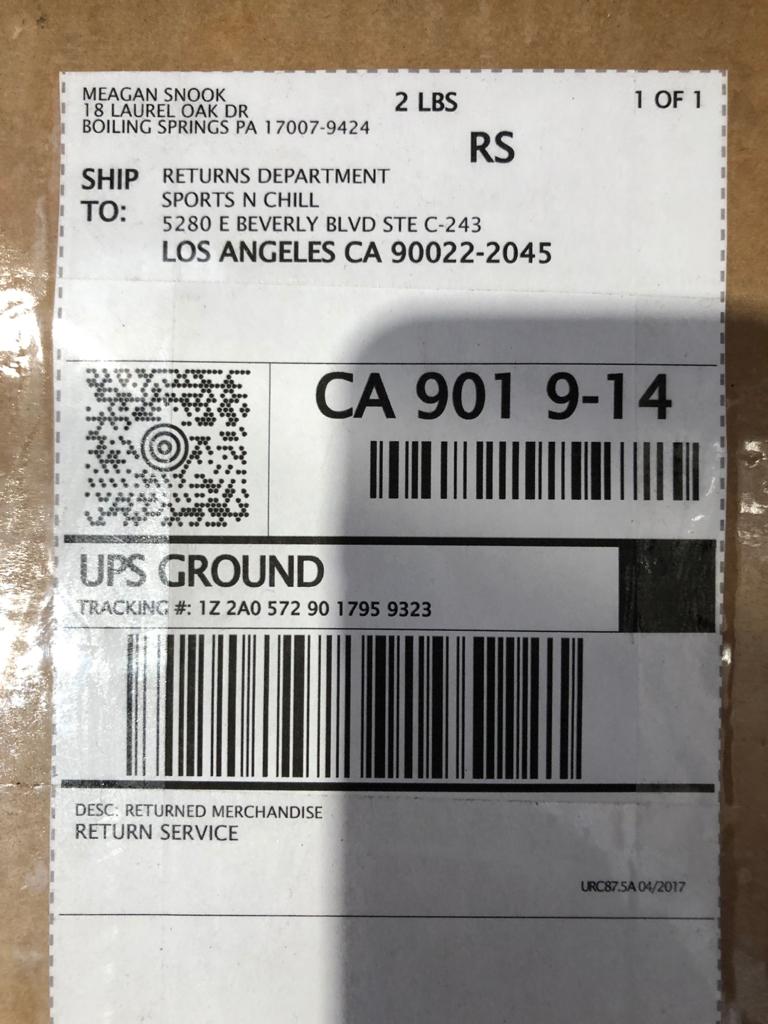 MEAGAN SNOOK
18 LAUREL OAK DR
BOILING SPRINGS PA 17007-9424
2 LBS
1 OF 1
RS
SHIP TO:
RETURNS DEPARTMENT
SPORTS N CHILL
5280 E BEVERLY BLVD STE C-243
LOS ANGELES CA 90022-2045
CA 901 9-14
UPS GROUND
TRACKING #: 1Z 2A0 572 90 1795 9323
DESC: RETURNED MERCHANDISE
RETURN SERVICE
URC87.5A 04/2017